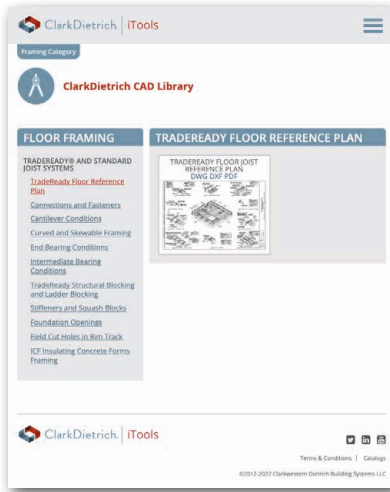 ClarkDietrich iTools
Framing Category
ClarkDietrich CAD Library
FLOOR FRAMING
TRADEREADY® AND STANDARD
JOIST SYSTEMS
TradeReady Floor Reference
Plan
Connections and Fasteners
Cantilever Conditions
Curved and Skewable Framing
End Bearing Conditions
Intermediate Bearing
Conditions
TradeReady Structural Blocking
and Ladder Blocking
Stiffeners and Squash Blocks
Foundation Openings
Field Cut Holes in Rim Track
ICF Insulating Concrete Forms
Framing
TRADEREADY FLOOR REFERENCE PLAN
TRADEREADY FLOOR JOIST
REFERENCE PLAN
DWG DXF PDF
ClarkDietrich iTools
Terms & Conditions | Catalogs
©2012-2022 Clarkwestern Dietrich Building Systems LLC